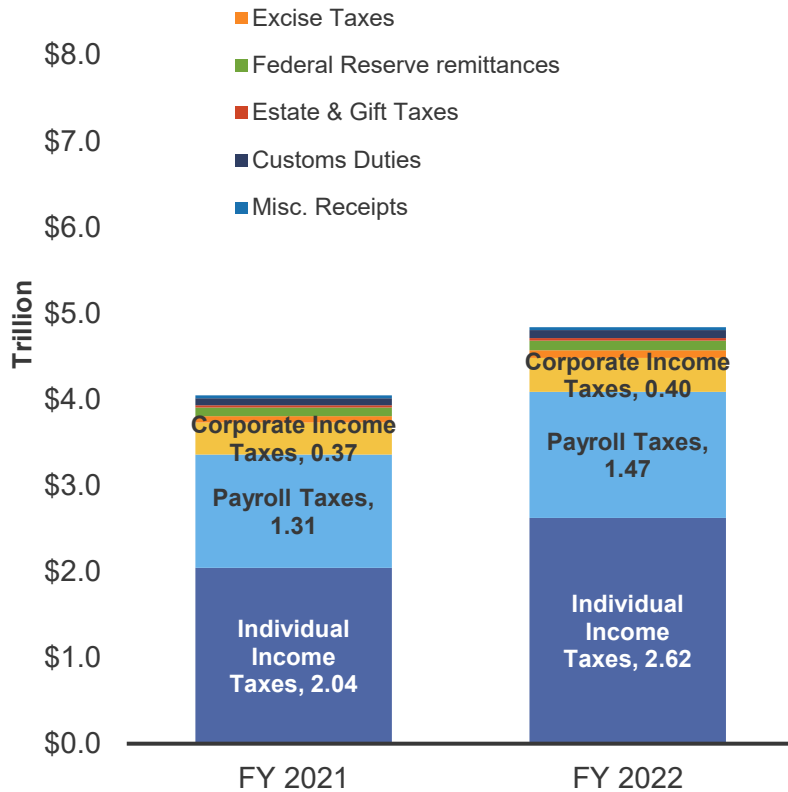 Excise Taxes
Federal Reserve remittances
Estate & Gift Taxes
Customs Duties
Misc. Receipts
Trillion
$8.0
$7.0
$6.0
$5.0
$4.0
$3.0
$2.0
$1.0
$0.0
Corporate Income
Taxes, 0.37
Payroll Taxes,
1.31
Individual
Income
Taxes, 2.04
Corporate Income
Taxes, 0.40
Payroll Taxes,
1.47
Individual
Income
Taxes, 2.62
FY 2021
FY 2022